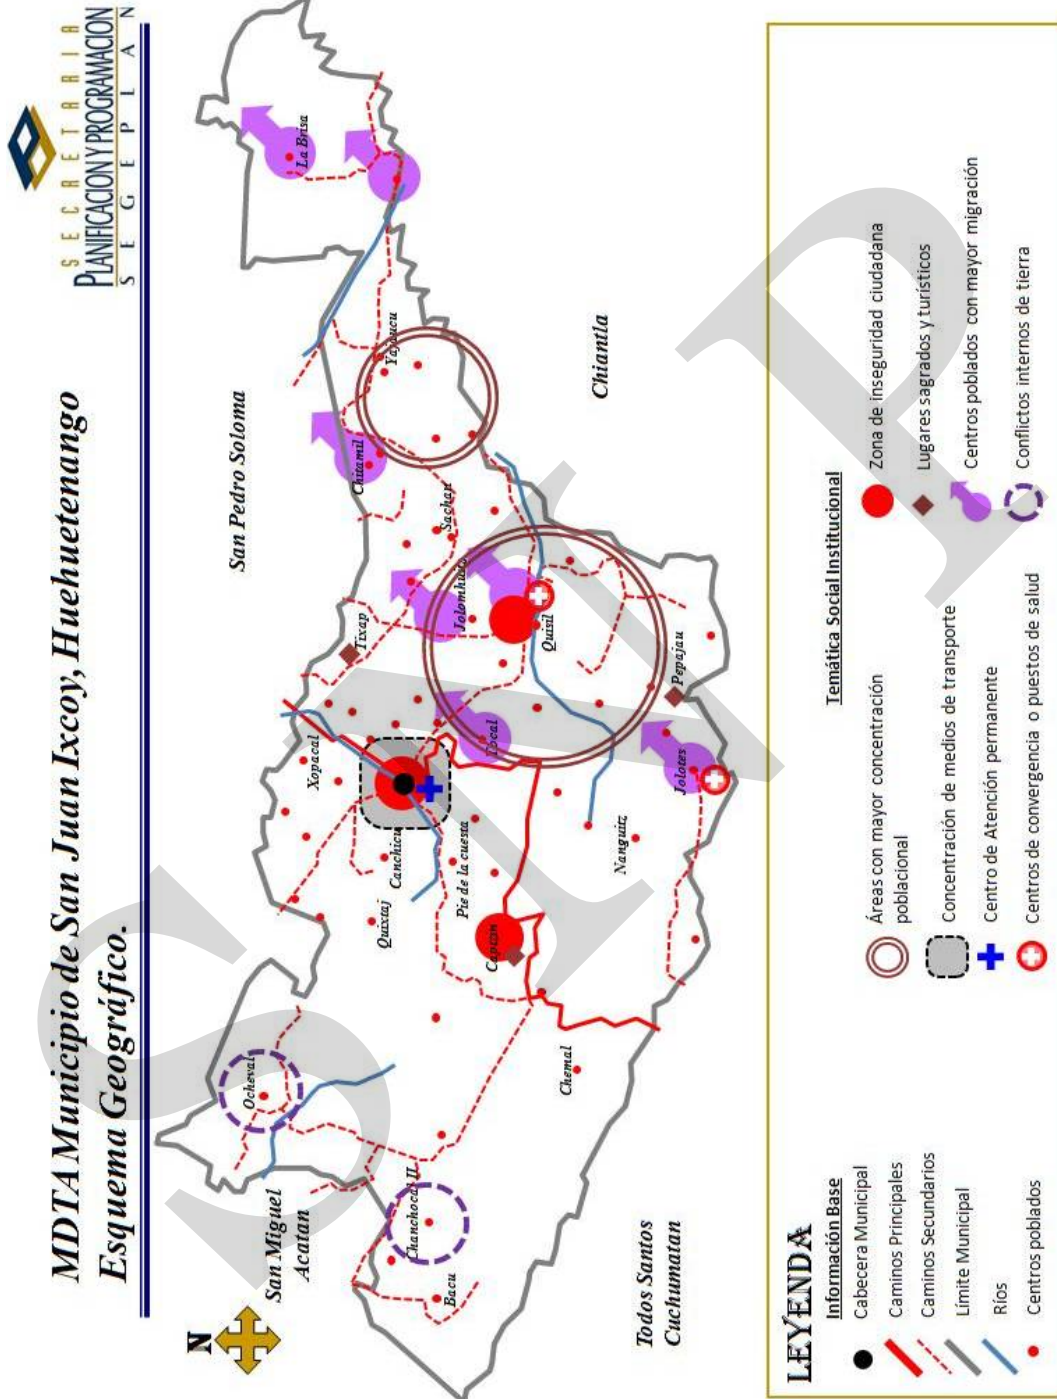 MDTA Municipio de San Juan Ixcoy, Huehuetenango
Esquema Geográfico.
SECRETARRIA
PLANIFICACION Y PROGRAMACION
SEGEPLAN
N
San Miguel
Acatan
San Pedro Soloma
Chiantla
Todos Santos
Cuchumatan
Ocheval
Chanchocal II
Bacu
Chemal
Quixtaj
Canchicu
Xopacal
Pie de la cuesta
Capzin
Nanguitz
Jolotes
Pepajau
Tocal
Tixap
Jolomhuitz
Quisil
Sachan
Chitamil
Yajaucu
La Brisa
LEYENDA
Información Base
Cabecera Municipal
Caminos Principales
Caminos Secundarios
Límite Municipal
Ríos
Centros poblados
Temática Social Institucional
Áreas con mayor concentración
poblacional
Concentración de medios de transporte
Centro de Atención permanente
Centros de convergencia o puestos de salud
Zona de inseguridad ciudadana
Lugares sagrados y turísticos
Centros poblados con mayor migración
Conflictos internos de tierra
SNP